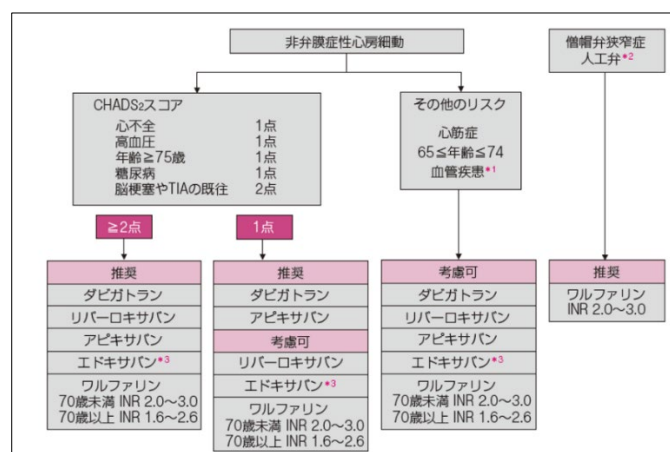 非弁膜症性心房細動
僧帽弁狭窄症
人工弁*2
CHADS2スコア
心不全 1点
高血圧 1点
年齢≧75歳 1点
糖尿病 1点
脳梗塞やTIAの既往 2点
その他のリスク
心筋症
65≦年齢≦74
血管疾患*1
≧2点
1点
推奨
ダビガトラン
リバーロキサバン
アピキサバン
エドキサバン*3
ワルファリン
70歳未満 INR 2.0〜3.0
70歳以上 INR 1.6〜2.6
推奨
ダビガトラン
アピキサバン
考慮可
リバーロキサバン
エドキサバン*3
ワルファリン
70歳未満 INR 2.0〜3.0
70歳以上 INR 1.6〜2.6
考慮可
ダビガトラン
リバーロキサバン
アピキサバン
エドキサバン*3
ワルファリン
70歳未満 INR 2.0〜3.0
70歳以上 INR 1.6〜2.6
推奨
ワルファリン
INR 2.0〜3.0